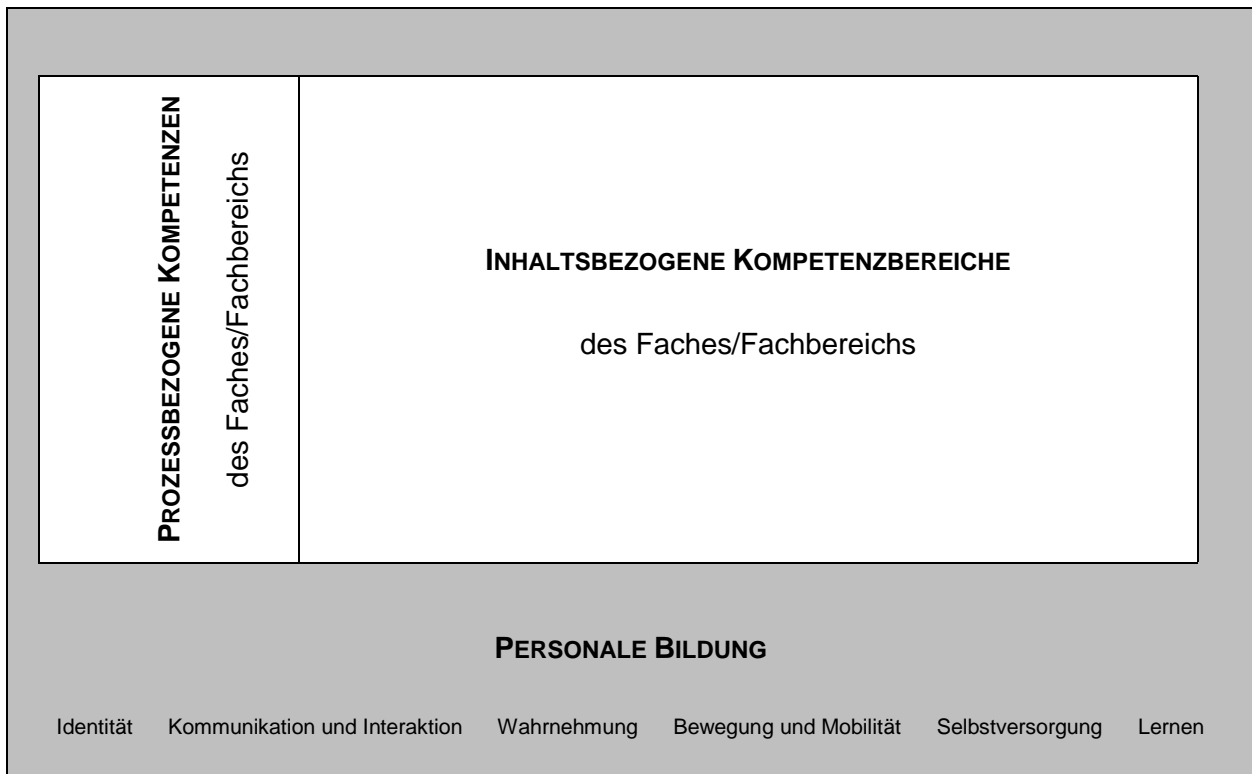 PROZESSBEZOGENE KOMPETENZEN
des Faches/Fachbereichs
INHALTSBEZOGENE KOMPETENZBEREICHE
des Faches/Fachbereichs
PERSONALE BILDUNG
Identität Kommunikation und Interaktion Wahrnehmung Bewegung und Mobilität Selbstversorgung Lernen